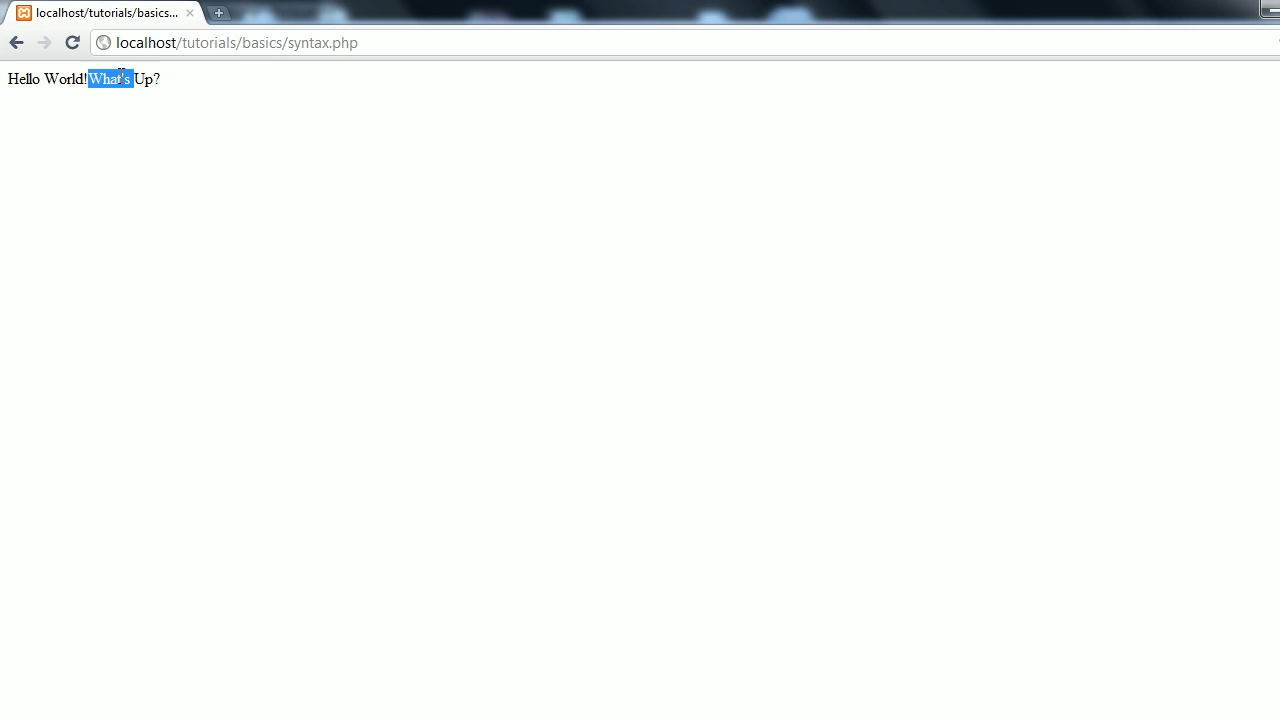 localhost/tutorials/basics...
localhost/tutorials/basics/syntax.php
Hello World!What's Up?